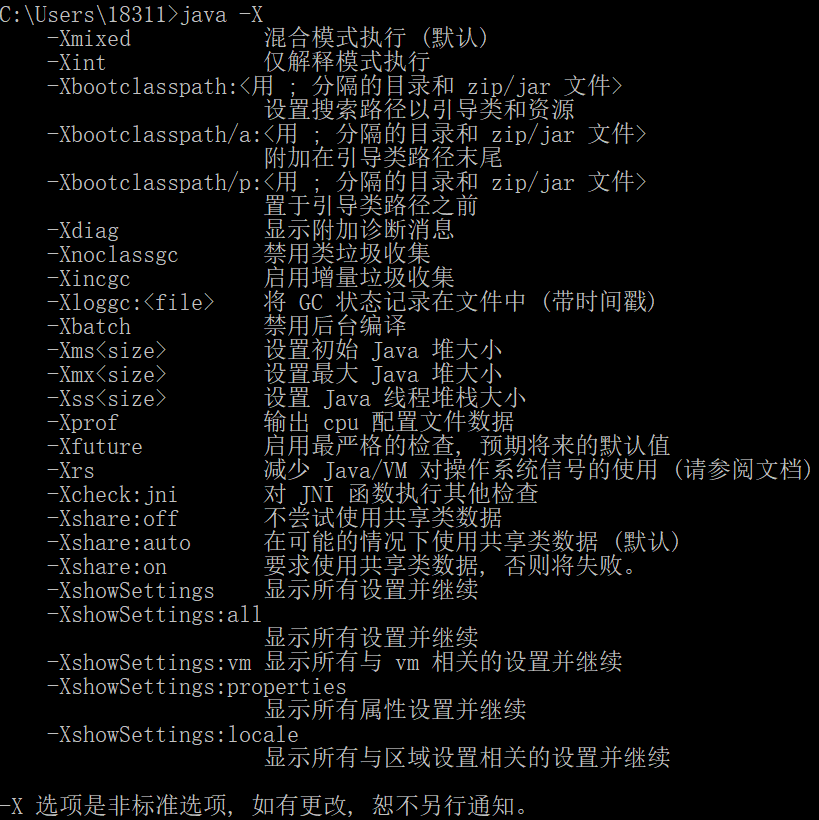 C:\Users\18311>java -X
-Xmixed 混合模式执行 (默认)
-Xint 仅解释模式执行
-Xbootclasspath:<用 ; 分隔的目录和 zip/jar 文件>
设置搜索路径以引导类和资源
-Xbootclasspath/a:<用 ; 分隔的目录和 zip/jar 文件>
附加在引导类路径末尾
-Xbootclasspath/p:<用 ; 分隔的目录和 zip/jar 文件>
置于引导类路径之前
-Xdiag 显示附加诊断消息
-Xnoclassgc 禁用类垃圾收集
-Xincgc 启用增量垃圾收集
-Xloggc:<file> 将 GC 状态记录在文件中 (带时间戳)
-Xbatch 禁用后台编译
-Xms<size> 设置初始 Java 堆大小
-Xmx<size> 设置最大 Java 堆大小
-Xss<size> 设置 Java 线程堆栈大小
-Xprof 输出 cpu 配置文件数据
-Xfuture 启用最严格的检查, 预期将来的默认值
-Xrs 减少 Java/VM 对操作系统信号的使用 (请参阅文档)
-Xcheck:jni 对 JNI 函数执行其他检查
-Xshare:off 不尝试使用共享类数据
-Xshare:auto 在可能的情况下使用共享类数据 (默认)
-Xshare:on 要求使用共享类数据, 否则将失败。
-XshowSettings 显示所有设置并继续
-XshowSettings:all
显示所有设置并继续
-XshowSettings:vm 显示所有与 vm 相关的设置并继续
-XshowSettings:properties
显示所有属性设置并继续
-XshowSettings:locale
显示所有与区域设置相关的设置并继续
-X 选项是非标准选项, 如有更改, 恕不另行通知。